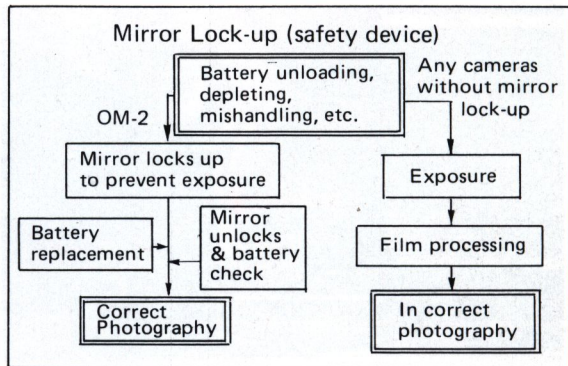 Mirror Lock-up (safety device)
Battery unloading,
depleting,
mishandling, etc.
OM-2
Any cameras
without mirror
lock-up
Mirror locks up
to prevent exposure
Exposure
Battery
replacement
Mirror
unlocks
& battery
check
Film processing
Correct
Photography
In correct
photography